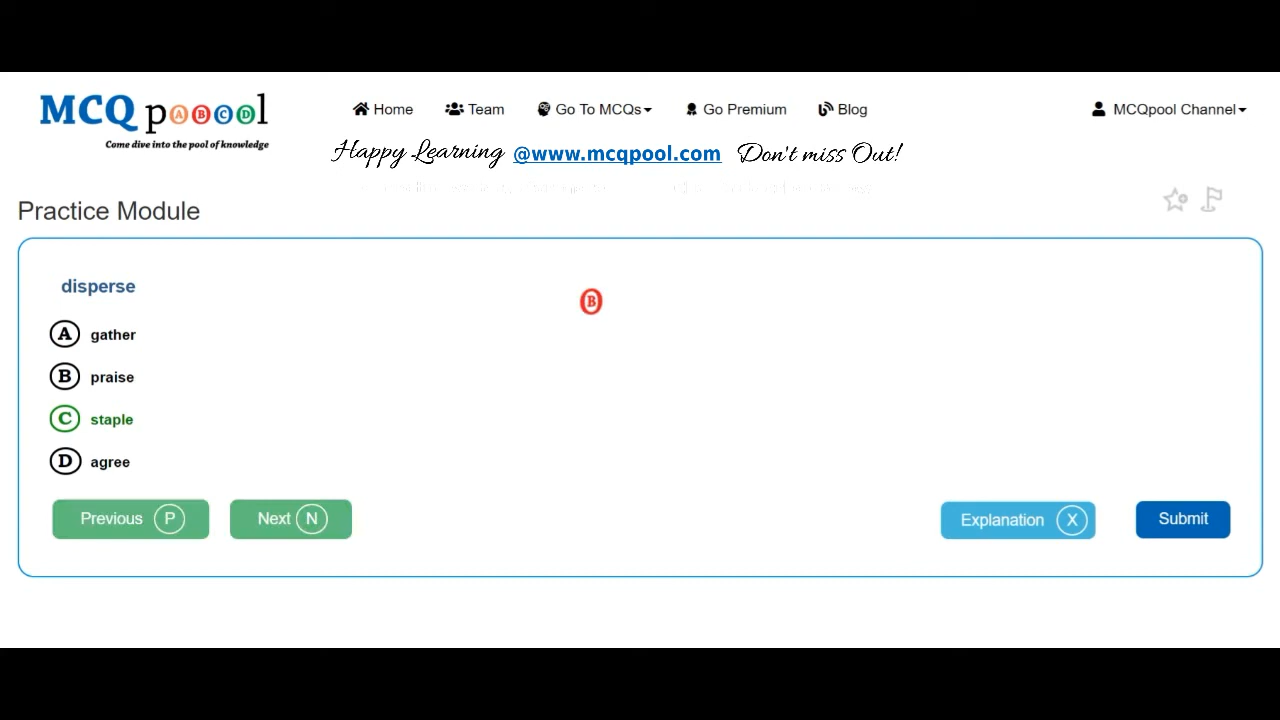 MCQ pABCDl
Come dive into the pool of knowledge
Home Team Go To MCQs Go Premium Blog MCQpool Channel
Happy Learning @www.mcqpool.com Don't miss Out!
Practice Module
disperse
B
A gather
B praise
C staple
D agree
Previous P Next N Explanation X Submit